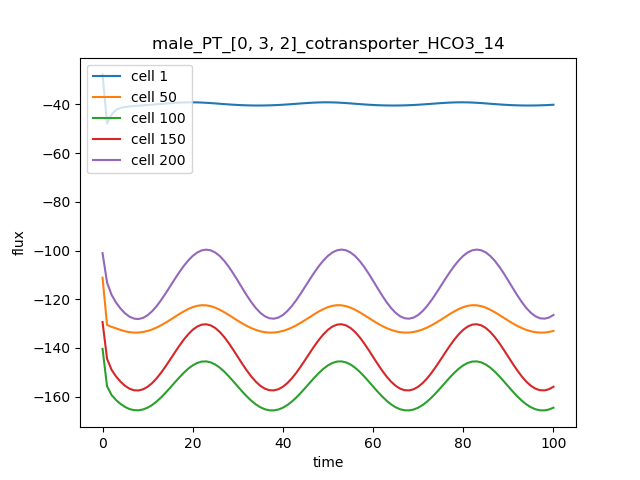 male_PT_[0, 3, 2]_cotransporter_HCO3_14
cell 1
cell 50
cell 100
cell 150
cell 200
−40
−60
−80
−100
−120
−140
−160
flux
0
20
40
60
80
100
time